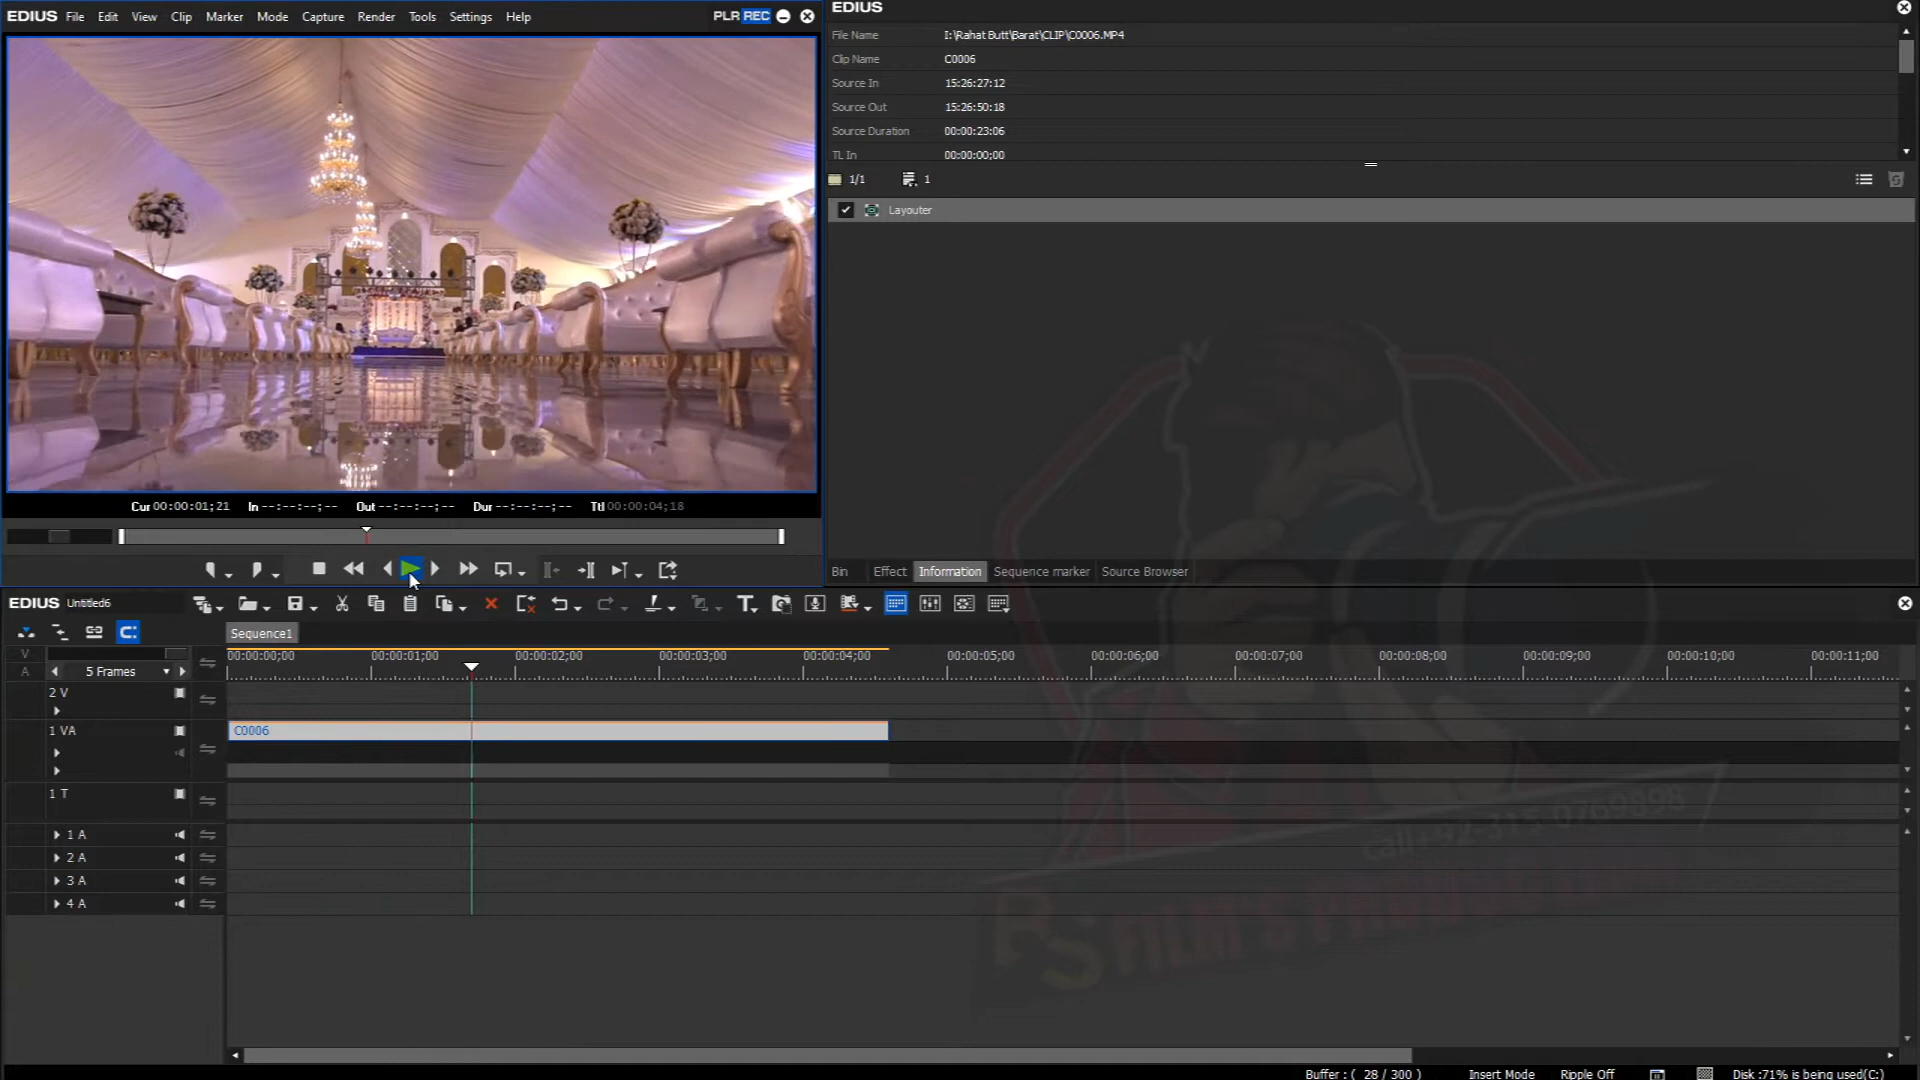 EDIUS File Edit View Clip Marker Mode Capture Render Tools Settings Help PLR REC
EDIUS
File Name I:\Rahat Butt\Barat\CLIP\C0006.MP4
Clip Name C0006
Source In 15:26:27:12
Source Out 15:26:50:18
Source Duration 00:00:23:06
TL In 00:00:00;00
1/1 1
Layouter
Cur 00:00:01;21 In --:--:--;-- Out --:--:--;-- Dur --:--:--;-- Ttl 00:00:04;18
Bin Effect Information Sequence marker Source Browser
EDIUS Untitled6
Sequence1
V
A
5 Frames
00:00:00;00 00:00:01;00 00:00:02;00 00:00:03;00 00:00:04;00 00:00:05;00 00:00:06;00 00:00:07;00 00:00:08;00 00:00:09;00 00:00:10;00 00:00:11;00
2 V
1 VA
C0006
1 T
1 A
2 A
3 A
4 A
call+92-315-0769898
RS FILM'S
Buffer : ( 28 / 300 ) Insert Mode Ripple Off Disk :71% is being used(C:)